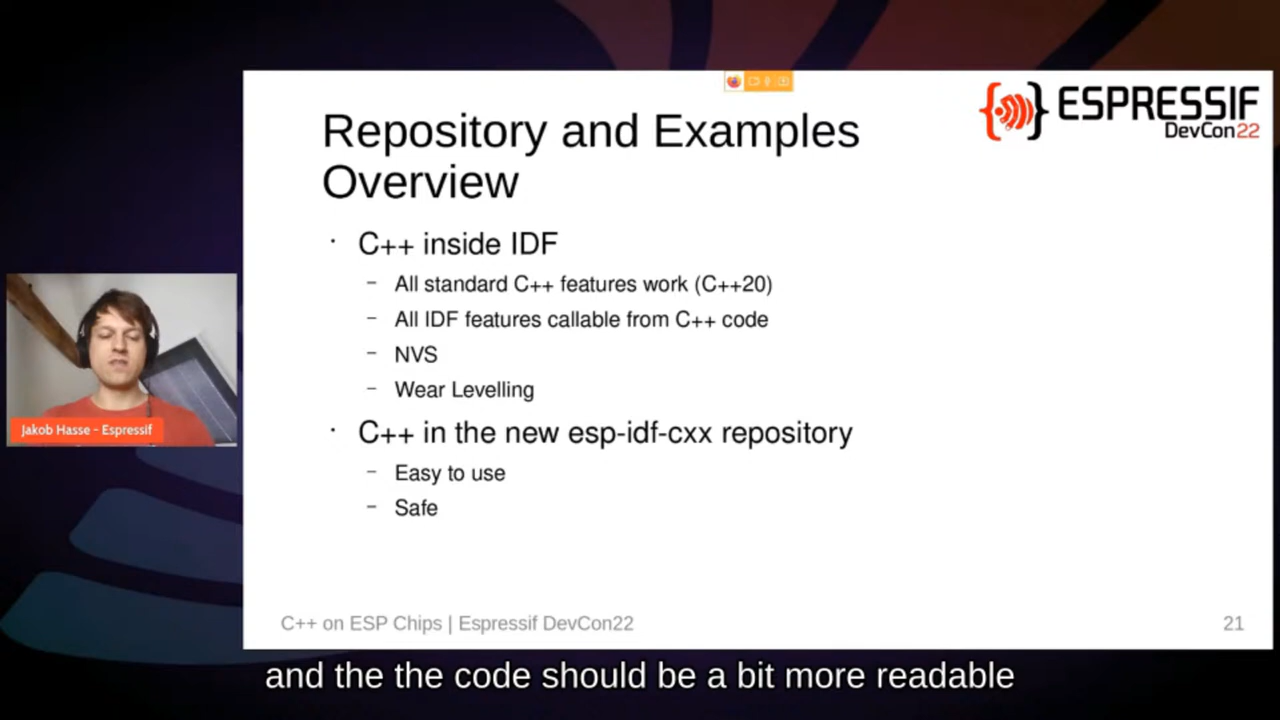 ESPRESSIF
DevCon22
Repository and Examples
Overview
· C++ inside IDF
– All standard C++ features work (C++20)
– All IDF features callable from C++ code
– NVS
– Wear Levelling
· C++ in the new esp-idf-cxx repository
– Easy to use
– Safe
Jakob Hasse – Espressif
C++ on ESP Chips | Espressif DevCon22
21
and the the code should be a bit more readable